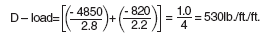 D – load= [(- 4850 / 2.8) + (- 820 / 2.2)] = 1.0 / 4 = 530lb./ft./ft.